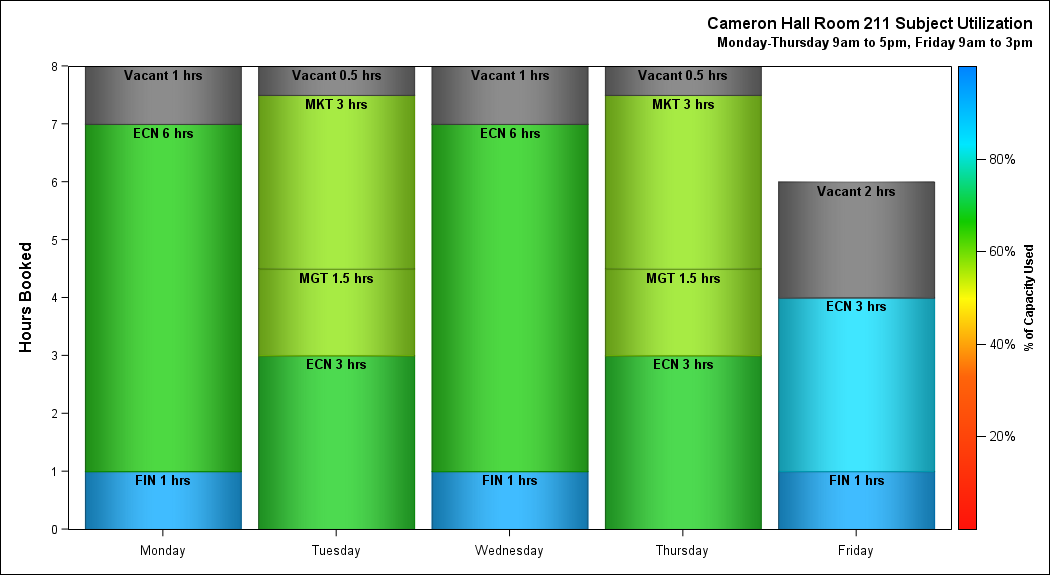 Cameron Hall Room 211 Subject Utilization
Monday-Thursday 9am to 5pm, Friday 9am to 3pm
Hours Booked
8
7
6
5
4
3
2
1
0
Vacant 1 hrs
ECN 6 hrs
FIN 1 hrs
Monday
Vacant 0.5 hrs
MKT 3 hrs
MGT 1.5 hrs
ECN 3 hrs
Tuesday
Vacant 1 hrs
ECN 6 hrs
FIN 1 hrs
Wednesday
Vacant 0.5 hrs
MKT 3 hrs
MGT 1.5 hrs
ECN 3 hrs
Thursday
Vacant 2 hrs
ECN 3 hrs
FIN 1 hrs
Friday
80%
60%
40%
20%
% of Capacity Used